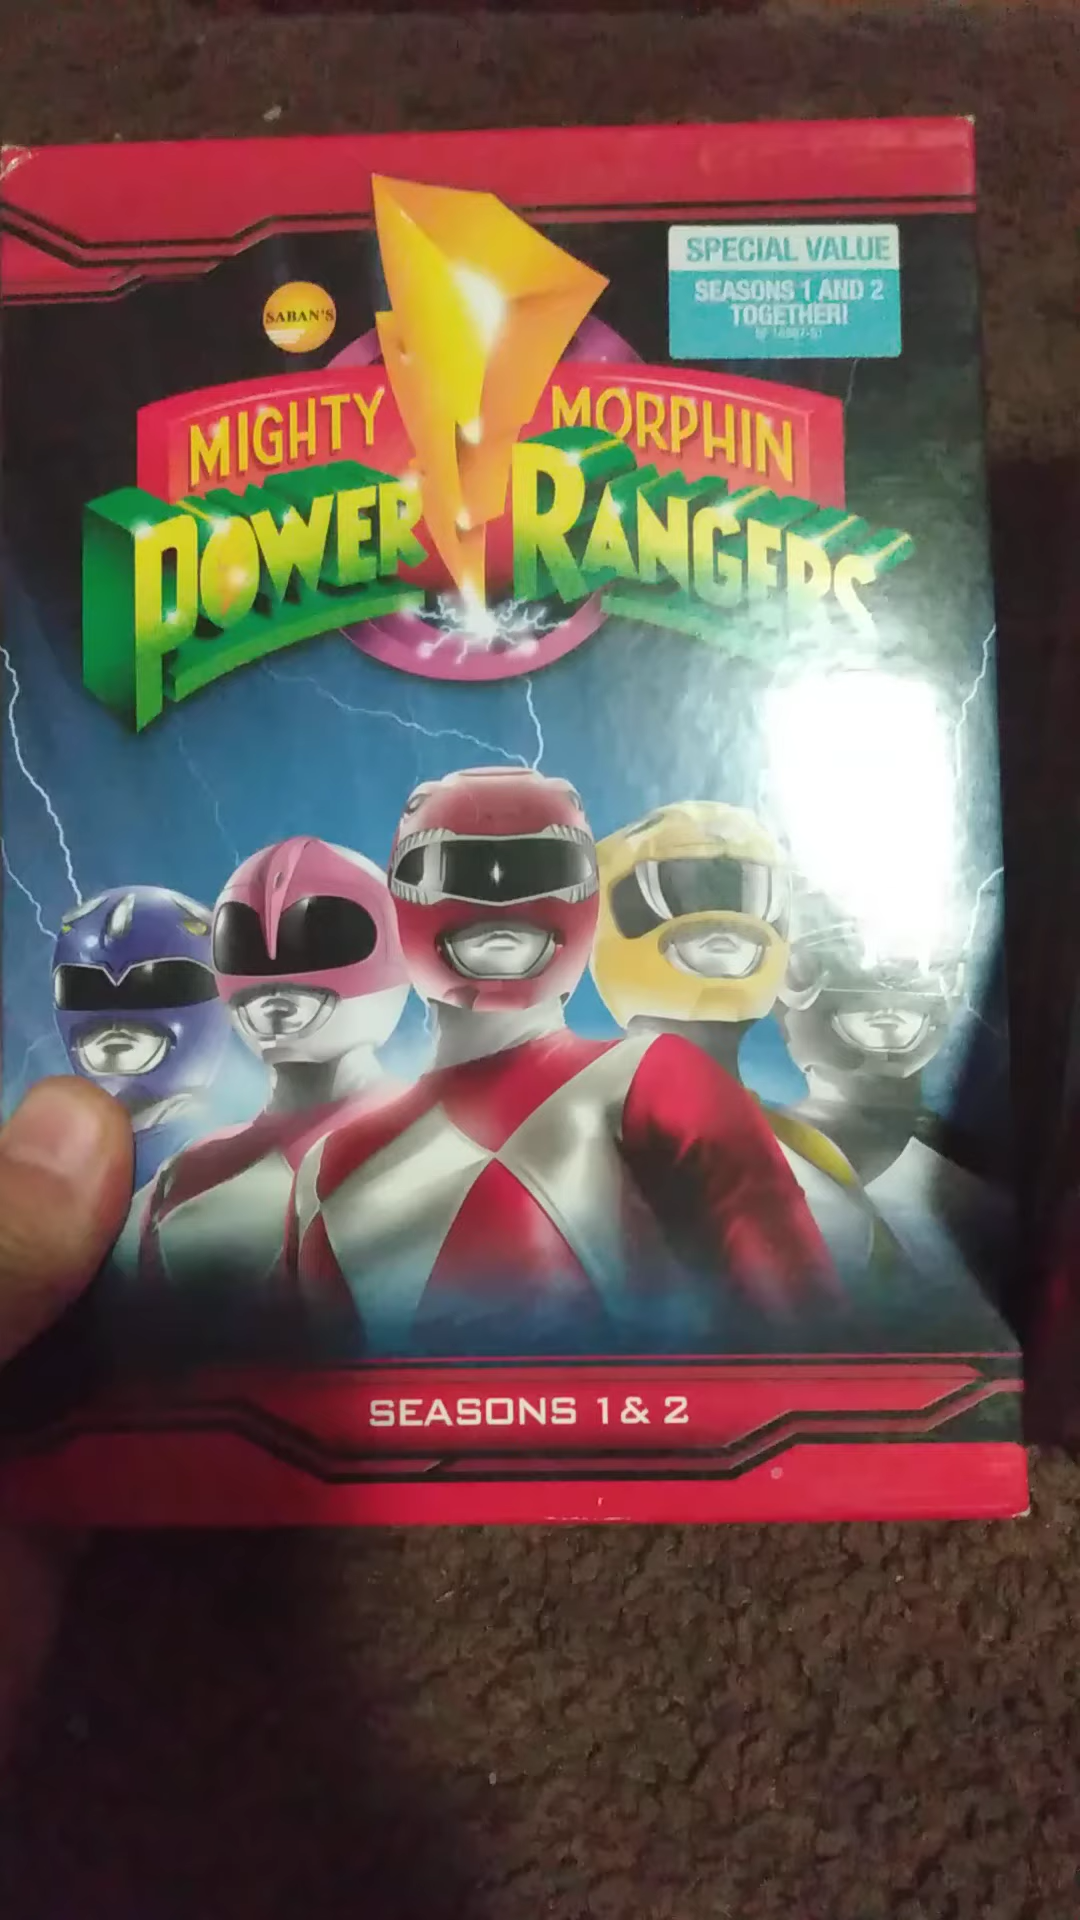 SPECIAL VALUE
SEASONS 1 AND 2
TOGETHER!
SABAN'S
MIGHTY MORPHIN
POWER RANGERS
SEASONS 1 & 2